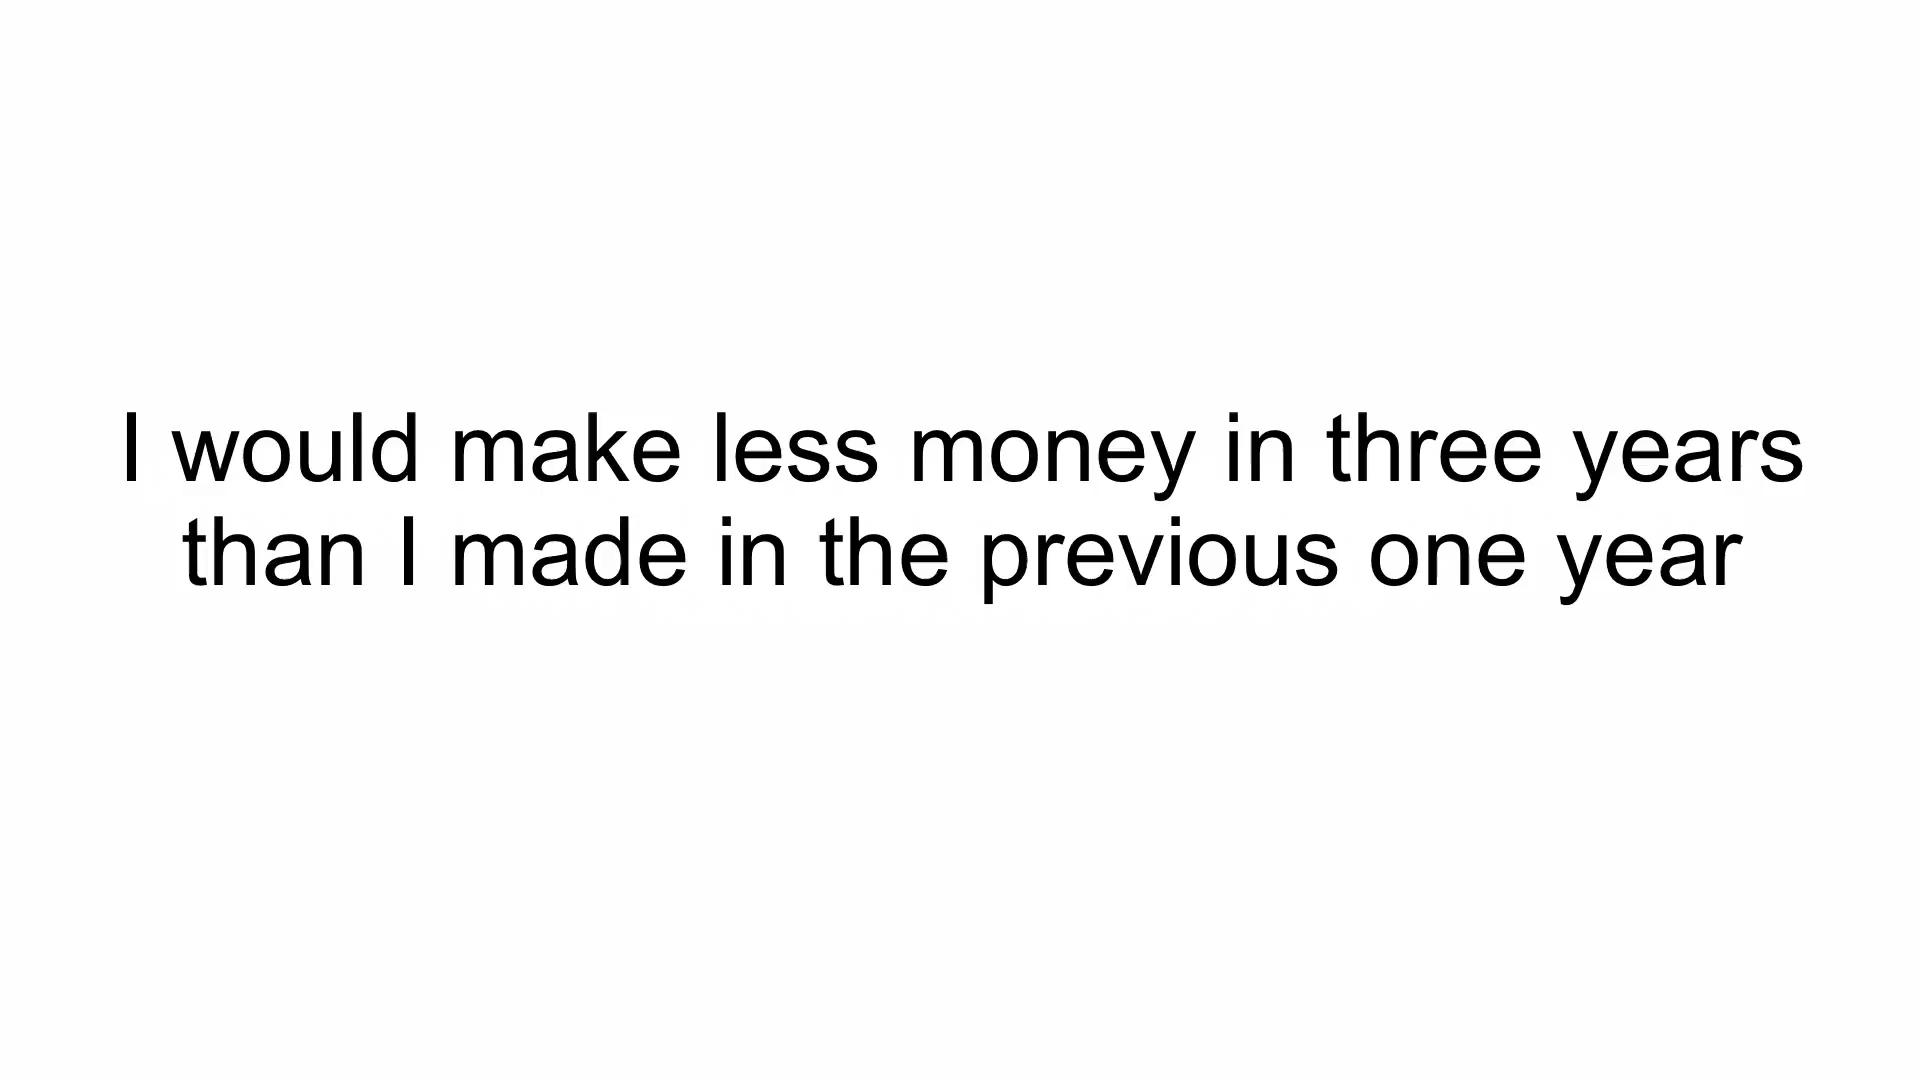 I would make less money in three years
than I made in the previous one year